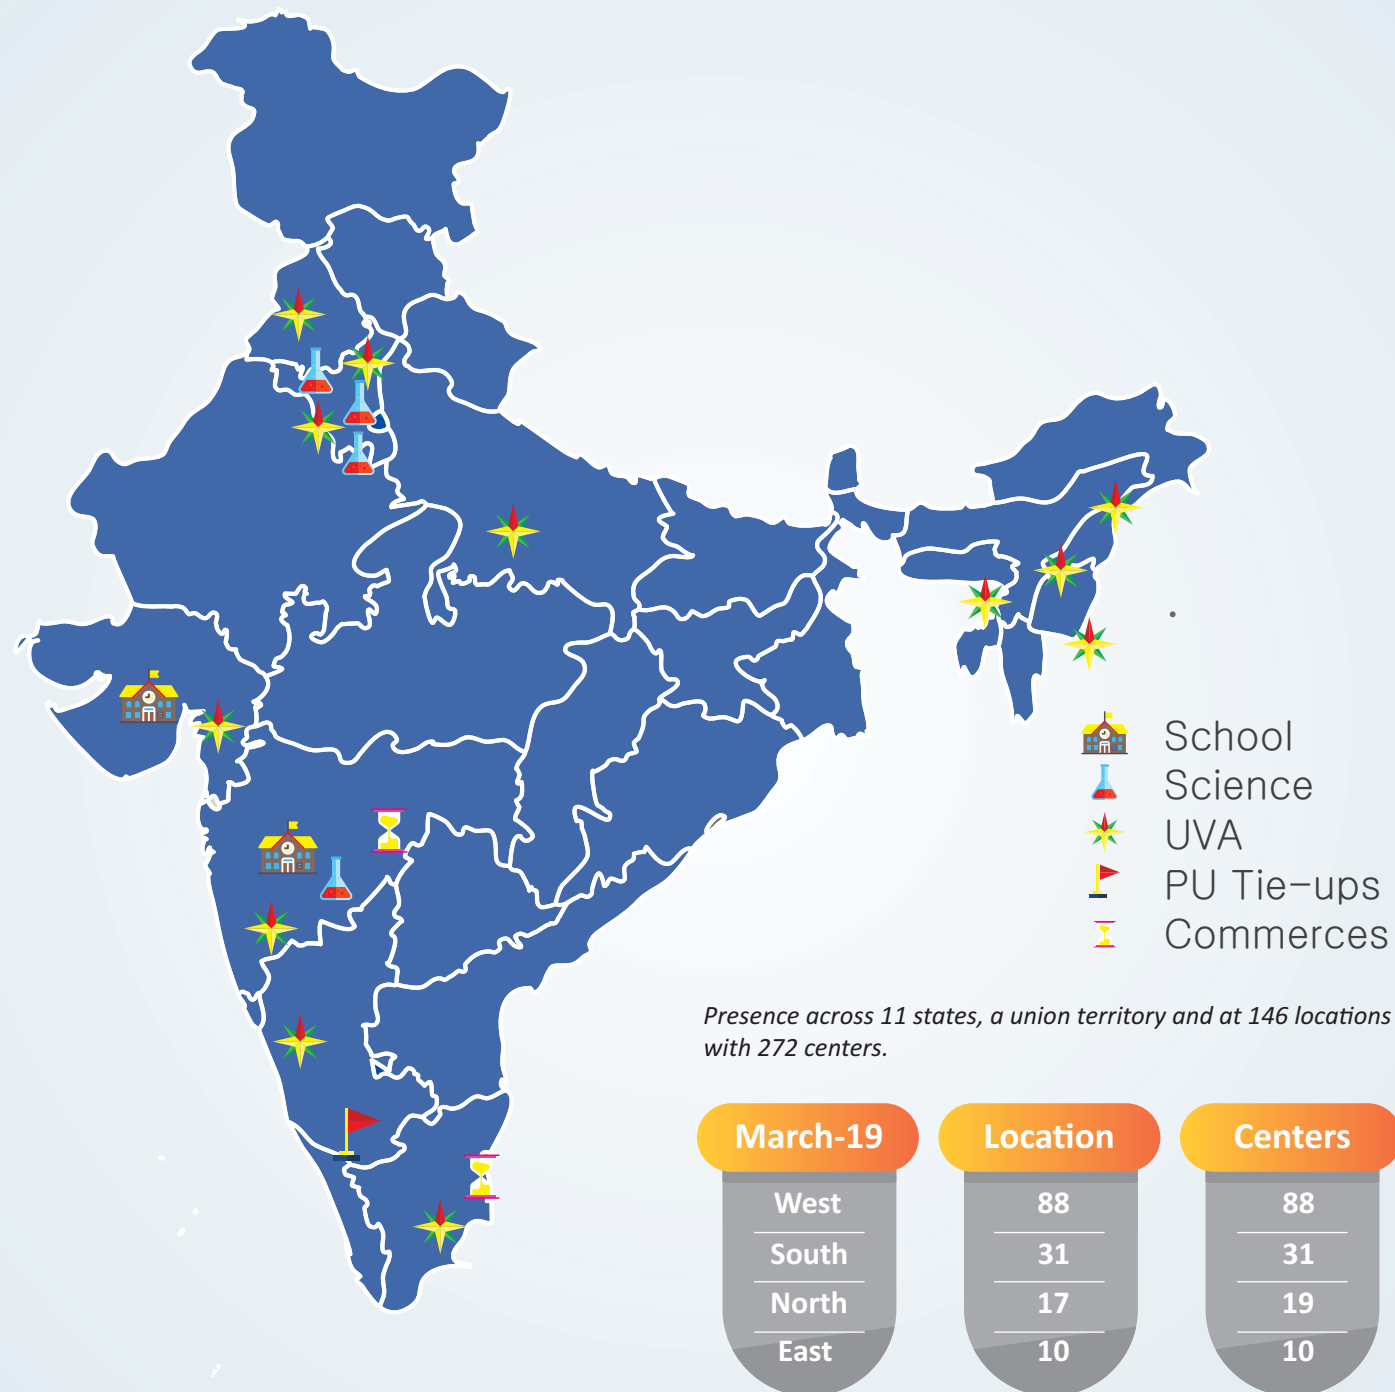 School
Science
UVA
PU Tie-ups
Commerces
Presence across 11 states, a union territory and at 146 locations
with 272 centers.
March-19 Location Centers
West 88 88
South 31 31
North 17 19
East 10 10